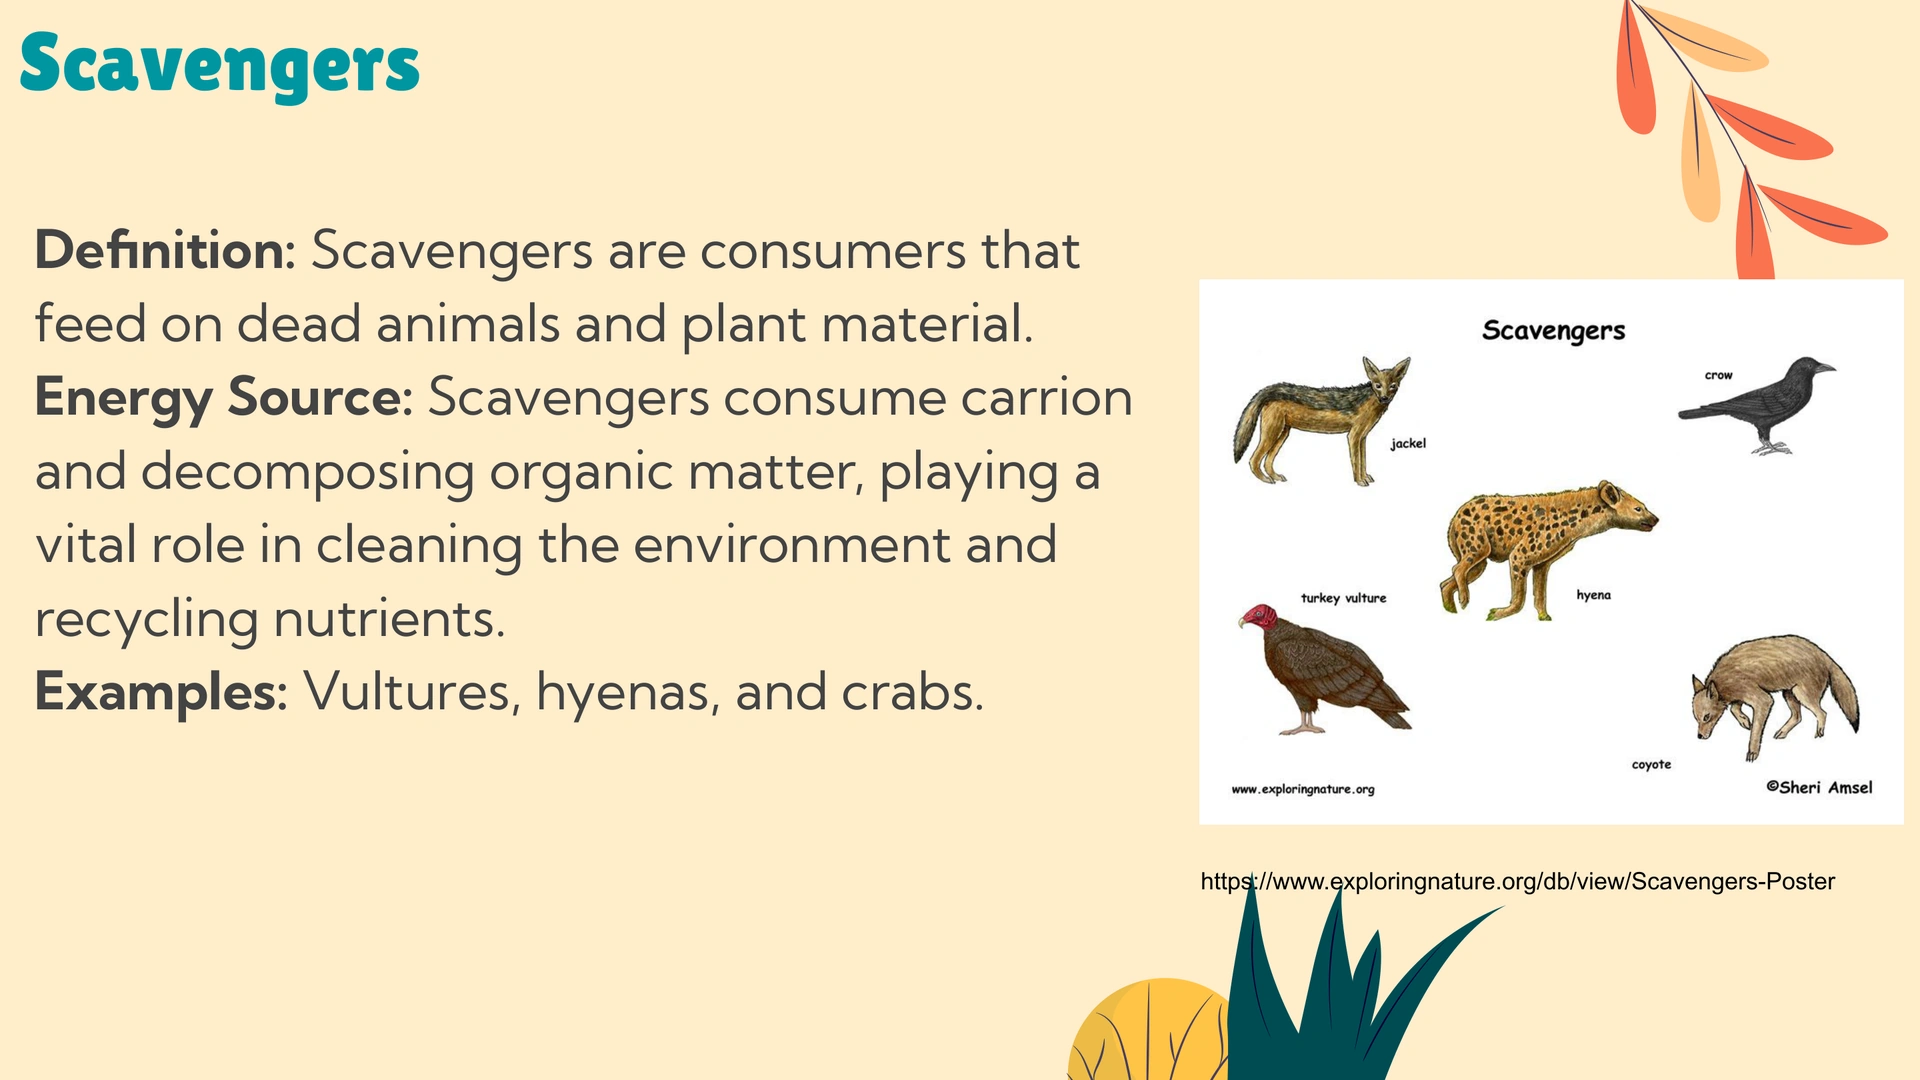 Scavengers
Definition: Scavengers are consumers that
feed on dead animals and plant material.
Energy Source: Scavengers consume carrion
and decomposing organic matter, playing a
vital role in cleaning the environment and
recycling nutrients.
Examples: Vultures, hyenas, and crabs.
Scavengers
crow
jackel
turkey vulture
hyena
coyote
www.exploringnature.org
©Sheri Amsel
https://www.exploringnature.org/db/view/Scavengers-Poster